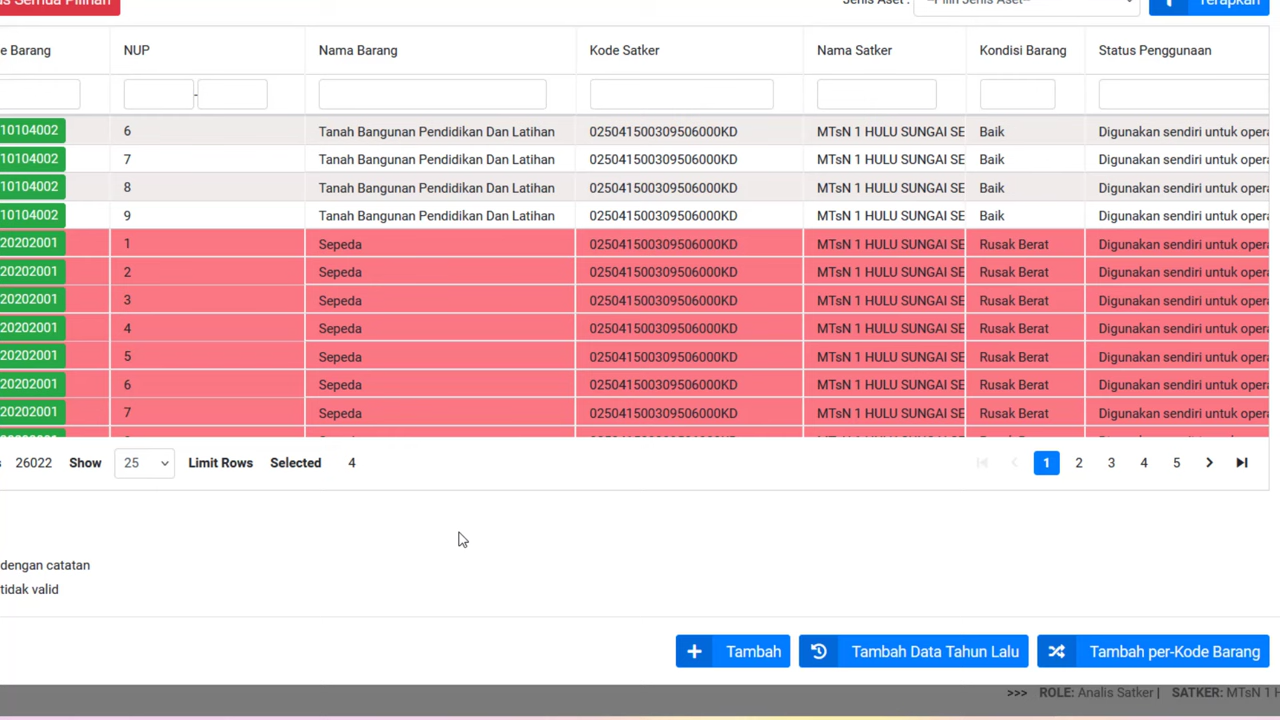 Jenis Aset :
Terapkan
e Barang NUP Nama Barang Kode Satker Nama Satker Kondisi Barang Status Penggunaan
-
10104002 6 Tanah Bangunan Pendidikan Dan Latihan 025041500309506000KD MTsN 1 HULU SUNGAI SE Baik Digunakan sendiri untuk opera
10104002 7 Tanah Bangunan Pendidikan Dan Latihan 025041500309506000KD MTsN 1 HULU SUNGAI SE Baik Digunakan sendiri untuk opera
10104002 8 Tanah Bangunan Pendidikan Dan Latihan 025041500309506000KD MTsN 1 HULU SUNGAI SE Baik Digunakan sendiri untuk opera
10104002 9 Tanah Bangunan Pendidikan Dan Latihan 025041500309506000KD MTsN 1 HULU SUNGAI SE Baik Digunakan sendiri untuk opera
20202001 1 Sepeda 025041500309506000KD MTsN 1 HULU SUNGAI SE Rusak Berat Digunakan sendiri untuk opera
20202001 2 Sepeda 025041500309506000KD MTsN 1 HULU SUNGAI SE Rusak Berat Digunakan sendiri untuk opera
20202001 3 Sepeda 025041500309506000KD MTsN 1 HULU SUNGAI SE Rusak Berat Digunakan sendiri untuk opera
20202001 4 Sepeda 025041500309506000KD MTsN 1 HULU SUNGAI SE Rusak Berat Digunakan sendiri untuk opera
20202001 5 Sepeda 025041500309506000KD MTsN 1 HULU SUNGAI SE Rusak Berat Digunakan sendiri untuk opera
20202001 6 Sepeda 025041500309506000KD MTsN 1 HULU SUNGAI SE Rusak Berat Digunakan sendiri untuk opera
20202001 7 Sepeda 025041500309506000KD MTsN 1 HULU SUNGAI SE Rusak Berat Digunakan sendiri untuk opera
s 26022 Show 25 Limit Rows Selected 4 1 2 3 4 5
dengan catatan
tidak valid
Tambah Tambah Data Tahun Lalu Tambah per-Kode Barang
>>> ROLE: Analis Satker | SATKER: MTsN 1 H